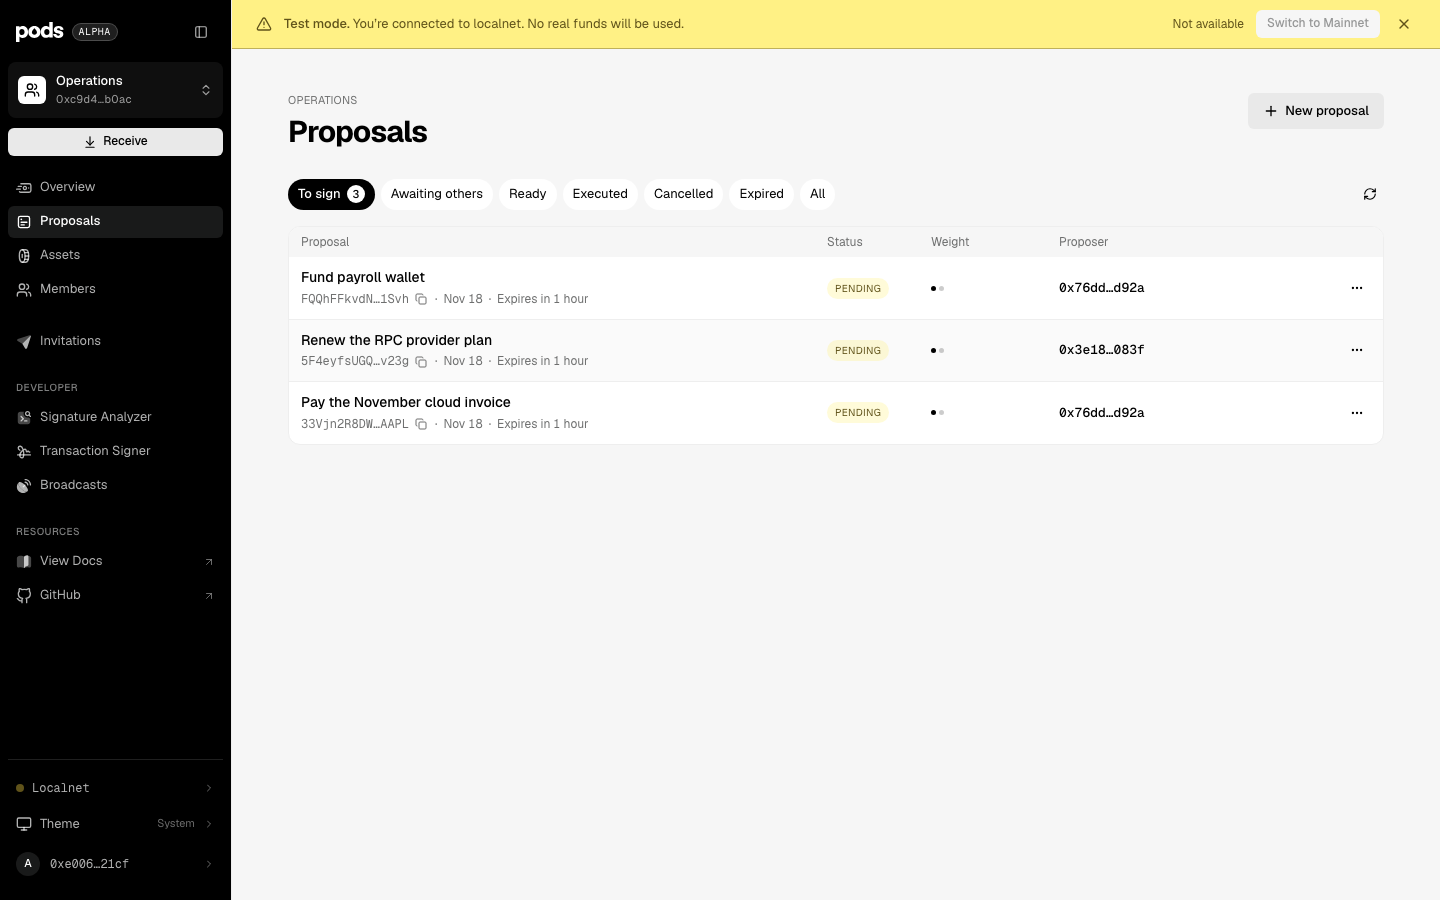 pods ALPHA
Operations
0xc9d4…b0ac
Receive
Overview
Proposals
Assets
Members
Invitations
DEVELOPER
Signature Analyzer
Transaction Signer
Broadcasts
RESOURCES
View Docs
GitHub
Localnet
Theme System
A 0xe006…21cf
Test mode. You're connected to localnet. No real funds will be used.
Not available Switch to Mainnet
OPERATIONS
Proposals
New proposal
To sign 3 Awaiting others Ready Executed Cancelled Expired All
Proposal Status Weight Proposer
Fund payroll wallet
FQQhFFkvdN…1Svh · Nov 18 · Expires in 1 hour
PENDING
0x76dd…d92a
Renew the RPC provider plan
5F4eyfsUGQ…v23g · Nov 18 · Expires in 1 hour
PENDING
0x3e18…083f
Pay the November cloud invoice
33Vjn2R8DW…AAPL · Nov 18 · Expires in 1 hour
PENDING
0x76dd…d92a